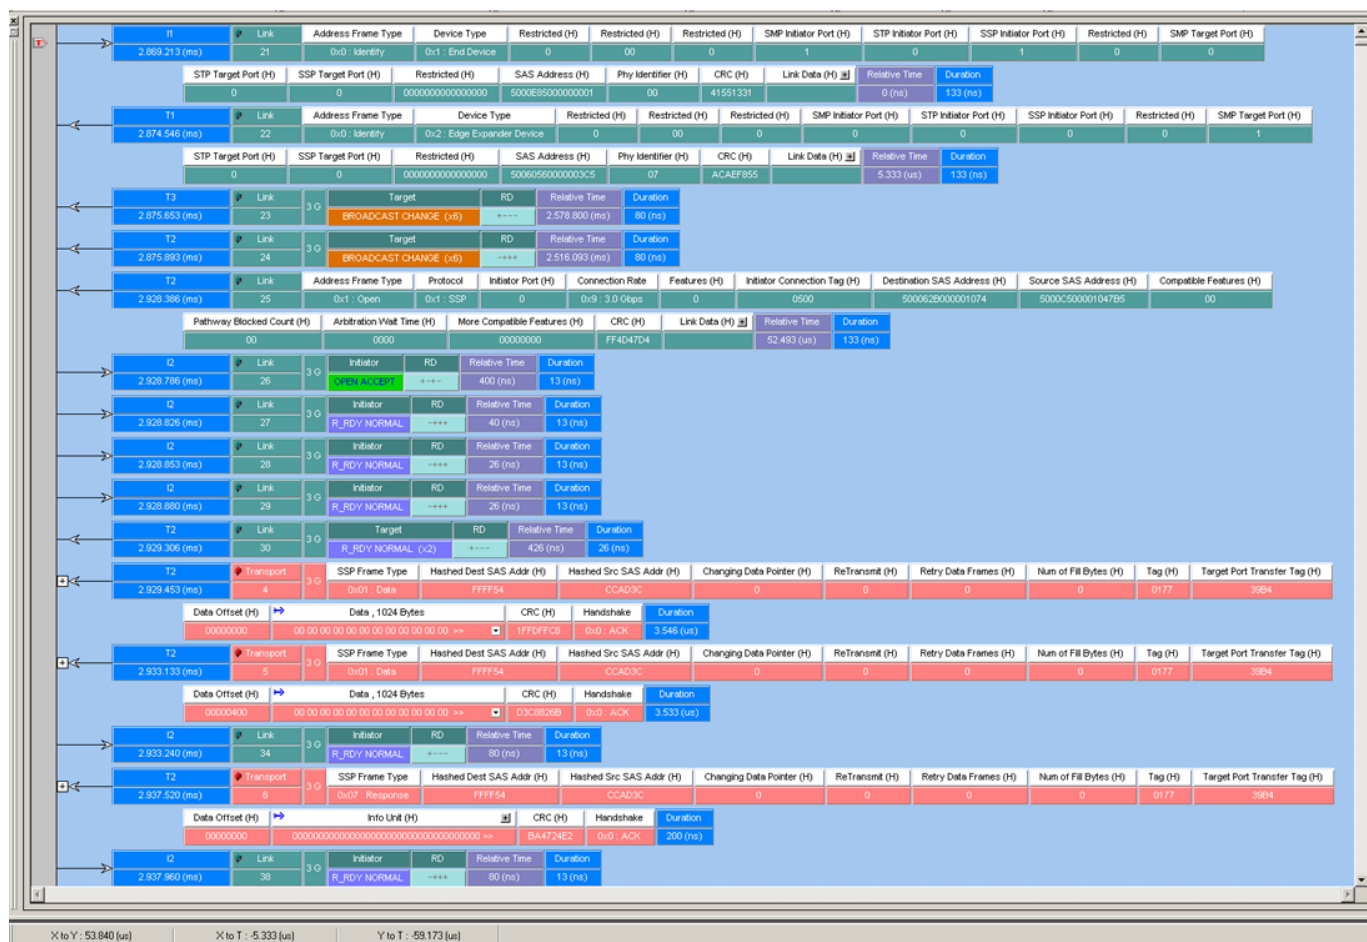 I1 Link Address Frame Type Device Type Restricted (H) Restricted (H) Restricted (H) SMP Initiator Port (H) STP Initiator Port (H) SSP Initiator Port (H) Restricted (H) SMP Target Port (H)
2.869.213 (ms) 21 0x0 : Identify 0x1 : End Device 0 00 0 1 0 1 0 0
STP Target Port (H) SSP Target Port (H) Restricted (H) SAS Address (H) Phy Identifier (H) CRC (H) Link Data (H) Relative Time Duration
0 0 0000000000000000 5000E85000000001 00 41551331 0 (ns) 133 (ns)
T1 Link Address Frame Type Device Type Restricted (H) Restricted (H) Restricted (H) SMP Initiator Port (H) STP Initiator Port (H) SSP Initiator Port (H) Restricted (H) SMP Target Port (H)
2.874.546 (ms) 22 0x0 : Identify 0x2 : Edge Expander Device 0 00 0 0 0 0 0 1
STP Target Port (H) SSP Target Port (H) Restricted (H) SAS Address (H) Phy Identifier (H) CRC (H) Link Data (H) Relative Time Duration
0 0 0000000000000000 50060560000003C5 07 ACAEF855 5.333 (us) 133 (ns)
T3 Link 3 G Target RD Relative Time Duration
2.875.653 (ms) 23 BROADCAST CHANGE (x6) +--- 2.578.800 (ms) 80 (ns)
T2 Link 3 G Target RD Relative Time Duration
2.875.893 (ms) 24 BROADCAST CHANGE (x6) -+++ 2.516.093 (ms) 80 (ns)
T2 Link Address Frame Type Protocol Initiator Port (H) Connection Rate Features (H) Initiator Connection Tag (H) Destination SAS Address (H) Source SAS Address (H) Compatible Features (H)
2.928.386 (ms) 25 0x1 : Open 0x1 : SSP 0 0x9 : 3.0 Gbps 0 0500 500062B000001074 5000C500001047B5 00
Pathway Blocked Count (H) Arbitration Wait Time (H) More Compatible Features (H) CRC (H) Link Data (H) Relative Time Duration
00 0000 00000000 FF4D47D4 52.493 (us) 133 (ns)
I2 Link 3 G Initiator RD Relative Time Duration
2.928.786 (ms) 26 OPEN ACCEPT +-+- 400 (ns) 13 (ns)
I2 Link 3 G Initiator RD Relative Time Duration
2.928.826 (ms) 27 R_RDY NORMAL -+++ 40 (ns) 13 (ns)
I2 Link 3 G Initiator RD Relative Time Duration
2.928.853 (ms) 28 R_RDY NORMAL -+++ 26 (ns) 13 (ns)
I2 Link 3 G Initiator RD Relative Time Duration
2.928.880 (ms) 29 R_RDY NORMAL -+++ 26 (ns) 13 (ns)
T2 Link 3 G Target RD Relative Time Duration
2.929.306 (ms) 30 R_RDY NORMAL (x2) +--- 426 (ns) 26 (ns)
T2 Transport 3 G SSP Frame Type Hashed Dest SAS Addr (H) Hashed Src SAS Addr (H) Changing Data Pointer (H) ReTransmit (H) Retry Data Frames (H) Num of Fill Bytes (H) Tag (H) Target Port Transfer Tag (H)
2.929.453 (ms) 4 0x01 : Data FFFF54 CCAD3C 0 0 0 0 0177 39B4
Data Offset (H) Data , 1024 Bytes CRC (H) Handshake Duration
00000000 00 00 00 00 00 00 00 00 00 00 00 00 >> 1FFDFFC8 0x0 : ACK 3.546 (us)
T2 Transport 3 G SSP Frame Type Hashed Dest SAS Addr (H) Hashed Src SAS Addr (H) Changing Data Pointer (H) ReTransmit (H) Retry Data Frames (H) Num of Fill Bytes (H) Tag (H) Target Port Transfer Tag (H)
2.933.133 (ms) 5 0x01 : Data FFFF54 CCAD3C 0 0 0 0 0177 39B4
Data Offset (H) Data , 1024 Bytes CRC (H) Handshake Duration
00000400 00 00 00 00 00 00 00 00 00 00 00 00 >> D3C8826B 0x0 : ACK 3.533 (us)
I2 Link 3 G Initiator RD Relative Time Duration
2.933.240 (ms) 34 R_RDY NORMAL +--- 80 (ns) 13 (ns)
T2 Transport 3 G SSP Frame Type Hashed Dest SAS Addr (H) Hashed Src SAS Addr (H) Changing Data Pointer (H) ReTransmit (H) Retry Data Frames (H) Num of Fill Bytes (H) Tag (H) Target Port Transfer Tag (H)
2.937.520 (ms) 6 0x07 : Response FFFF54 CCAD3C 0 0 0 0 0177 39B4
Data Offset (H) Info Unit (H) CRC (H) Handshake Duration
00000000 00000000000000000000000000000000 >> BA4724E2 0x0 : ACK 200 (ns)
I2 Link 3 G Initiator RD Relative Time Duration
2.937.960 (ms) 38 R_RDY NORMAL -+++ 80 (ns) 13 (ns)
X to Y : 53.840 (us) X to T : -5.333 (us) Y to T : -59.173 (us)